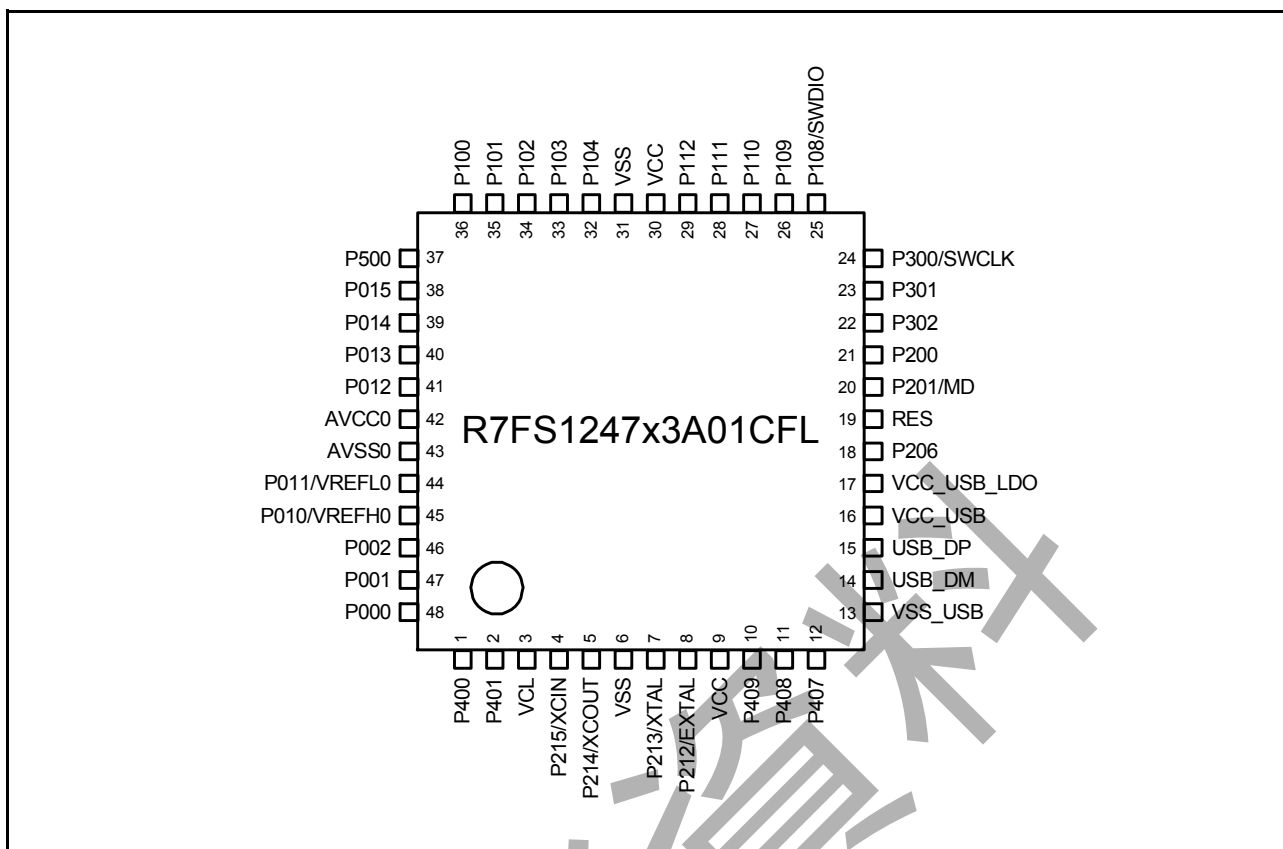 P100
P101
P102
P103
P104
VSS
VCC
P112
P111
P110
P109
P108/SWDIO
36
35
34
33
32
31
30
29
28
27
26
25
P500 37
P015 38
P014 39
P013 40
P012 41
AVCC0 42
AVSS0 43
P011/VREFL0 44
P010/VREFH0 45
P002 46
P001 47
P000 48
R7FS1247x3A01CFL
24 P300/SWCLK
23 P301
22 P302
21 P200
20 P201/MD
19 RES
18 P206
17 VCC_USB_LDO
16 VCC_USB
15 USB_DP
14 USB_DM
13 VSS_USB
1
2
3
4
5
6
7
8
9
10
11
12
P400
P401
VCL
P215/XCIN
P214/XCOUT
VSS
P213/XTAL
P212/EXTAL
VCC
P409
P408
P407
資料